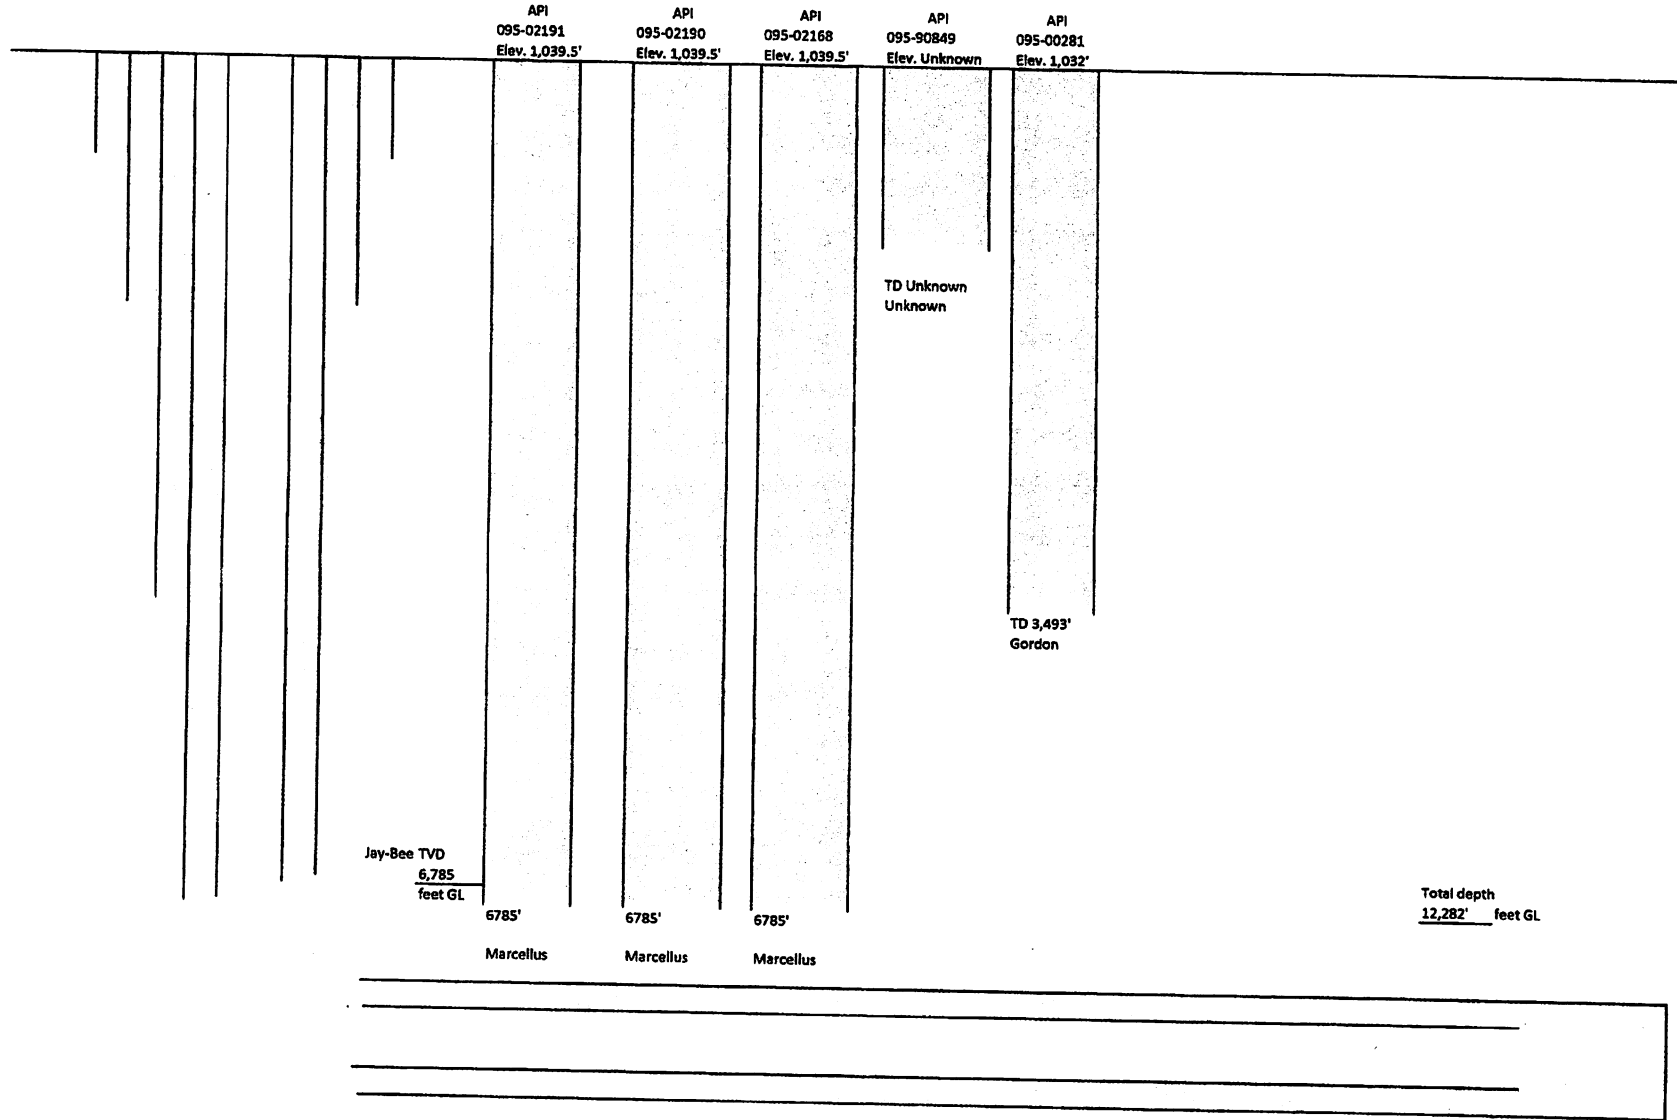 API
095-02191
Elev. 1,039.5'
API
095-02190
Elev. 1,039.5'
API
095-02168
Elev. 1,039.5'
API
095-90849
Elev. Unknown
API
095-00281
Elev. 1,032'
TD Unknown
Unknown
TD 3,493'
Gordon
Jay-Bee TVD
6,785
feet GL
6785'
Marcellus
6785'
Marcellus
6785'
Marcellus
Total depth
12,282' feet GL